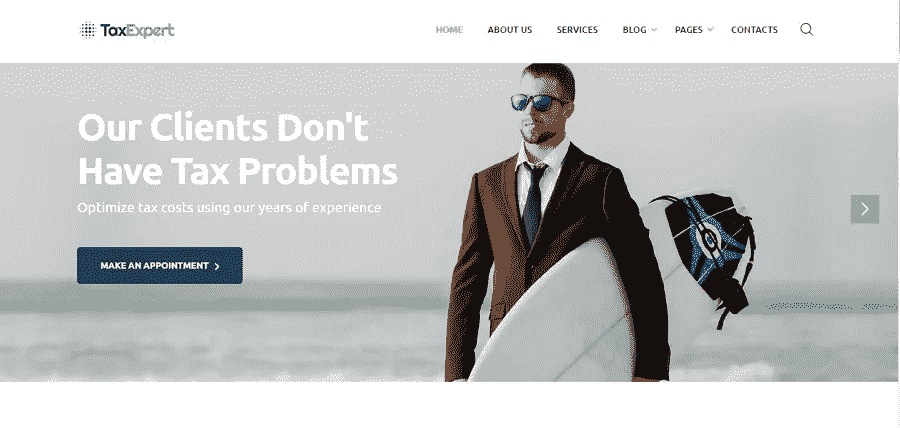 TaxExpert
HOME ABOUT US SERVICES BLOG PAGES CONTACTS
Our Clients Don't
Have Tax Problems
Optimize tax costs using our years of experience
MAKE AN APPOINTMENT